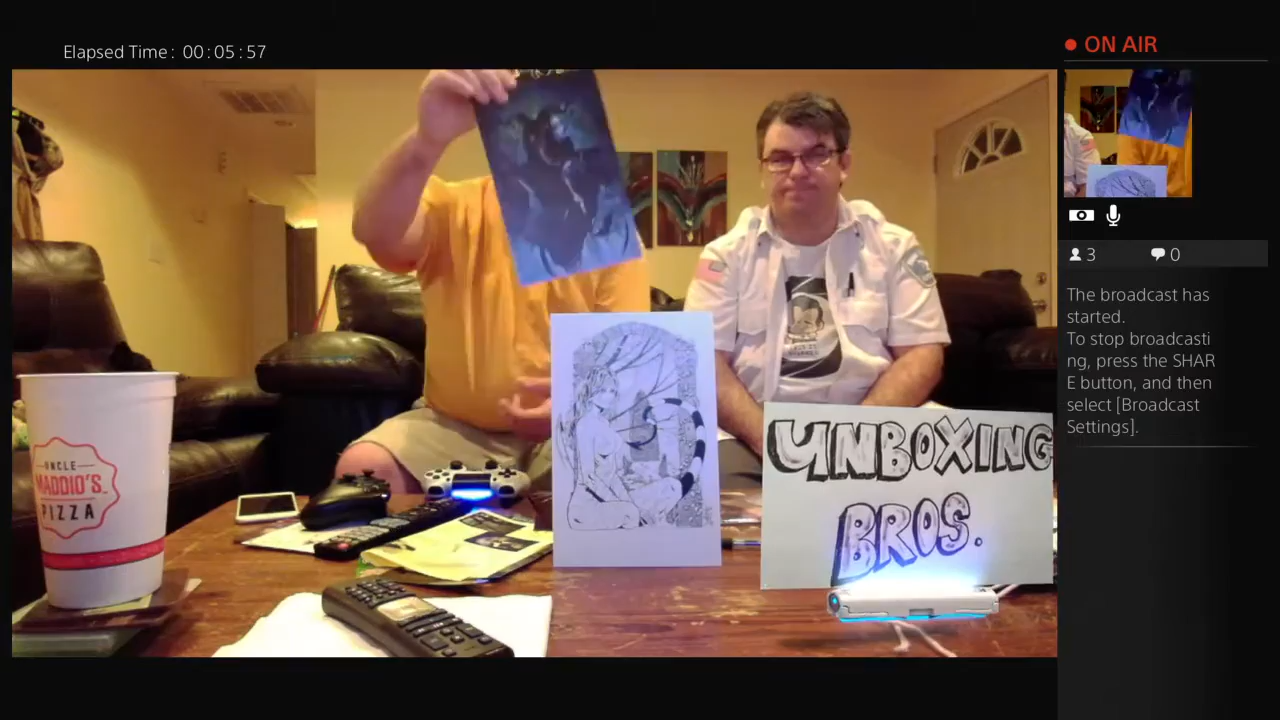 Elapsed Time: 00:05:57
ON AIR
3
0
The broadcast has
started.
To stop broadcasti
ng, press the SHAR
E button, and then
select [Broadcast
Settings].
UNCLE
MADDIO'S
PIZZA
UNBOXING
BROS.